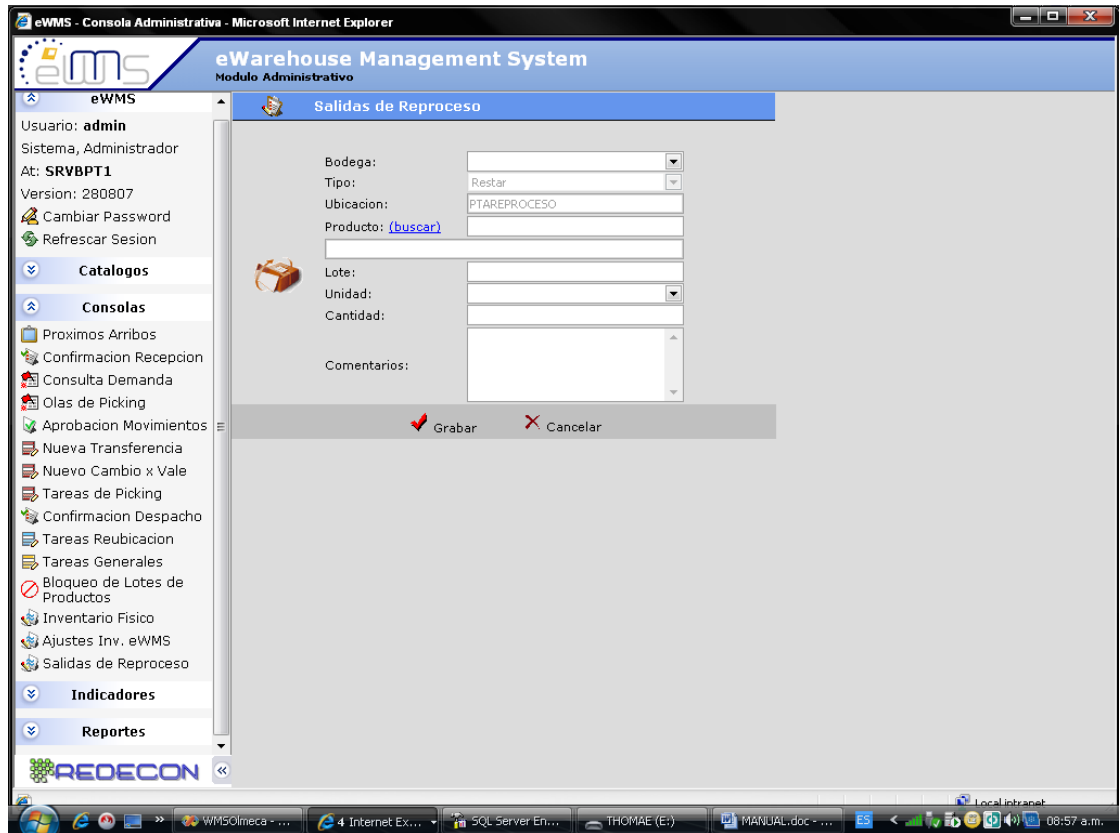 eWMS - Consola Administrativa - Microsoft Internet Explorer
eWMS
eWarehouse Management System
Modulo Administrativo
eWMS
Usuario: admin
Sistema, Administrador
At: SRVBPT1
Version: 280807
Cambiar Password
Refrescar Sesion
Catalogos
Consolas
Proximos Arribos
Confirmacion Recepcion
Consulta Demanda
Olas de Picking
Aprobacion Movimientos
Nueva Transferencia
Nuevo Cambio x Vale
Tareas de Picking
Confirmacion Despacho
Tareas Reubicacion
Tareas Generales
Bloqueo de Lotes de
Productos
Inventario Fisico
Ajustes Inv. eWMS
Salidas de Reproceso
Indicadores
Reportes
REDECON
Salidas de Reproceso
Bodega:
Tipo: Restar
Ubicacion: PTAREPROCESO
Producto: (buscar)
Lote:
Unidad:
Cantidad:
Comentarios:
Grabar Cancelar
Local intranet
WMSOlmeca - ... 4 Internet Ex... SQL Server En... THOMAE (E:) MANUAL.doc - ... ES 08:57 a.m.